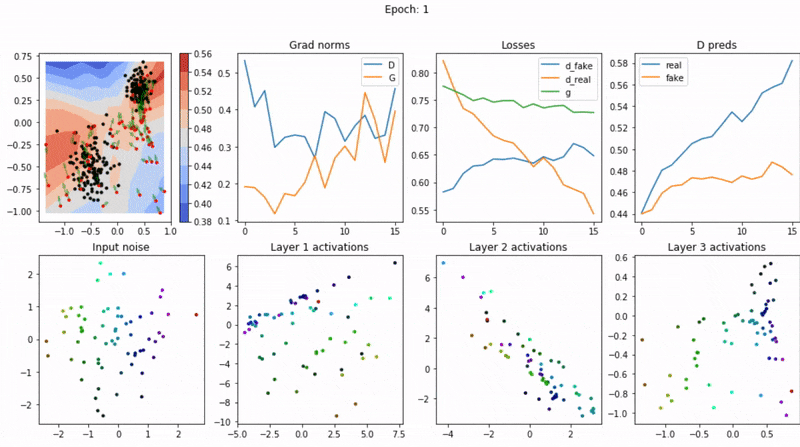 Epoch: 1
Grad norms
Losses
D preds
0.75
0.50
0.25
0.00
−0.25
−0.50
−0.75
−1.00
−1.0 −0.5 0.0 0.5 1.0
0.56
0.54
0.52
0.50
0.48
0.46
0.44
0.42
0.40
0.38
D
G
0.5
0.4
0.3
0.2
0.1
0 5 10 15
d_fake
d_real
g
0.80
0.75
0.70
0.65
0.60
0.55
0 5 10 15
real
fake
0.58
0.56
0.54
0.52
0.50
0.48
0.46
0.44
0 5 10 15
Input noise
Layer 1 activations
Layer 2 activations
Layer 3 activations
2
1
0
−1
−2
−2 −1 0 1 2
6
4
2
0
−2
−4
−6
−8
−10
−5.0 −2.5 0.0 2.5 5.0 7.5
6
4
2
0
−2
−4 −2 0 2
0.6
0.4
0.2
0.0
−0.2
−0.4
−0.6
−0.8
−1.0
−1.0 −0.5 0.0 0.5